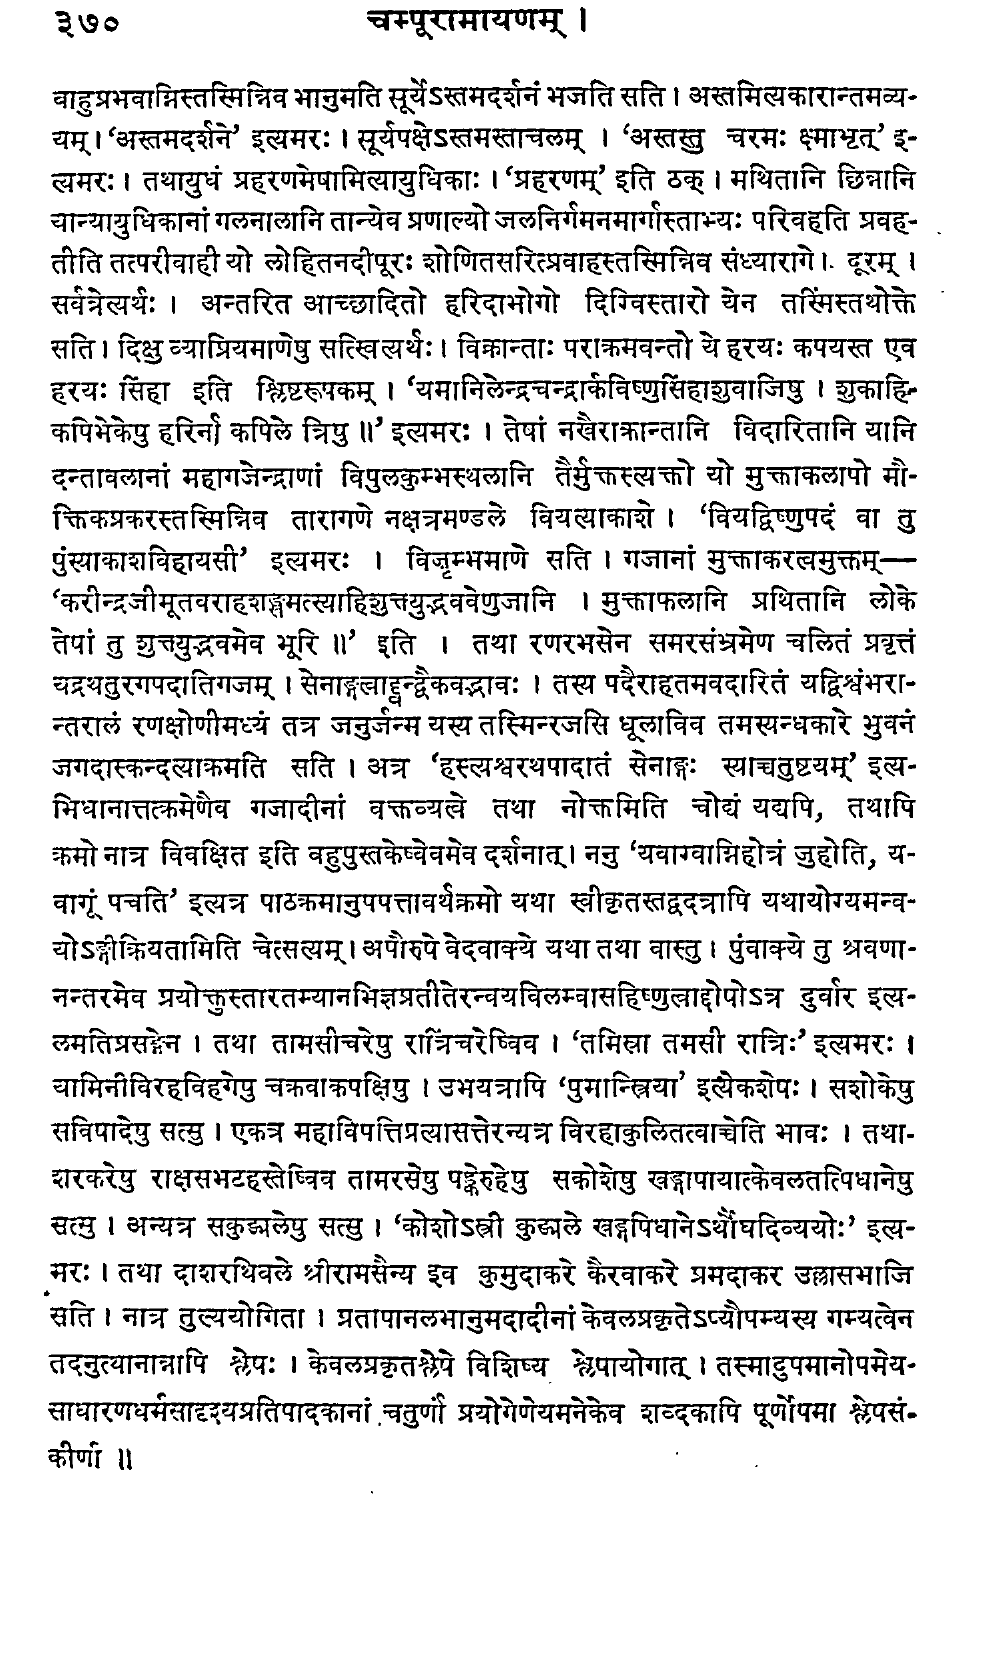 ३७०
चम्पूरामायणम् ।
वाहुप्रभवाग्निस्तस्मिन्निव भानुमति सूर्येऽस्तमदर्शनं भजति सति । अस्तमित्यकारान्तमव्य-
यम् । ‘अस्तमदर्शने’ इत्यमरः । सूर्यपक्षेऽस्तमस्ताचलम् । ‘अस्तस्तु चरमः क्ष्माभृत्’ इ-
त्यमरः । तथायुधं प्रहरणमेषामित्यायुधिकाः । ‘प्रहरणम्’ इति ठक् । मथितानि छिन्नानि
यान्यायुधिकानां गलनालानि तान्येव प्रणाल्यो जलनिर्गमनमार्गास्ताभ्यः परिवहति प्रवह-
तीति तत्परीवाही यो लोहितनदीपूरः शोणितसरित्प्रवाहस्तस्मिन्निव संध्यारागे । दूरम् ।
सर्वत्रेत्यर्थः । अन्तरित आच्छादितो हरिदाभोगो दिग्विस्तारो येन तस्मिंस्तथोक्ते
सति । दिक्षु व्याप्रियमाणेषु सत्स्वित्यर्थः । विक्रान्ताः पराक्रमवन्तो ये हरयः कपयस्त एव
हरयः सिंहा इति श्लिष्टरूपकम् । ‘यमानिलेन्द्रचन्द्रार्कविष्णुसिंहाशुवाजिषु । शुकाहि-
कपिभेकेषु हरिर्ना कपिले त्रिषु ॥’ इत्यमरः । तेषां नखैराक्रान्तानि विदारितानि यानि
दन्तावलानां महागजेन्द्राणां विपुलकुम्भस्थलानि तैर्मुक्तस्त्यक्तो यो मुक्ताकलापो मौ-
क्तिकप्रकरस्तस्मिन्निव तारागणे नक्षत्रमण्डले वियत्याकाशे । ‘वियद्विष्णुपदं वा तु
पुंस्याकाशविहायसी’ इत्यमरः । विजृम्भमाणे सति । गजानां मुक्ताकरत्वमुक्तम्—
‘करीन्द्रजीमूतवराहशङ्खमत्स्याहिशुक्त्युद्भववेणुजानि । मुक्ताफलानि प्रथितानि लोके
तेषां तु शुक्त्युद्भवमेव भूरि ॥’ इति । तथा रणरभसेन समरसंभ्रमेण चलितं प्रवृत्तं
यद्रथतुरगपदातिगजम् । सेनाङ्गत्वाद्द्वन्द्वैकवद्भावः । तस्य पदैराहतमवदारितं यद्विश्वंभरा-
न्तरालं रणक्षोणीमध्यं तत्र जनुर्जन्म यस्य तस्मिन्रजसि धूलाविव तमस्यन्धकारे भुवनं
जगदास्कन्दत्याक्रमति सति । अत्र ‘हस्त्यश्वरथपादातं सेनाङ्गः स्याच्चतुष्टयम्’ इत्य-
भिधानात्तत्क्रमेणैव गजादीनां वक्तव्यत्वे तथा नोक्तमिति चोद्यं यद्यपि, तथापि
क्रमो नात्र विवक्षित इति वहुपुस्तकेष्वेवमेव दर्शनात् । ननु ‘यवाग्वाग्निहोत्रं जुहोति, य-
वागूं पचति’ इत्यत्र पाठक्रमानुपपत्तावर्थक्रमो यथा स्वीकृतस्तद्वदत्रापि यथायोग्यमन्व-
योऽङ्गीक्रियतामिति चेत्सत्यम् । अपौरुषे वेदवाक्ये यथा तथा वास्तु । पुंवाक्ये तु श्रवणा-
नन्तरमेव प्रयोक्तुस्तारतम्यानभिज्ञप्रतीतेरन्वयविलम्वासहिष्णुत्वाद्दोषोऽत्र दुर्वार इत्य-
लमतिप्रसङ्गेन । तथा तामसीचरेषु रात्रिंचरेष्विव । ‘तमिस्रा तमसी रात्रिः’ इत्यमरः ।
यामिनीविरहविहगेषु चक्रवाकपक्षिषु । उभयत्रापि ‘पुमान्स्त्रिया’ इत्येकशेषः । सशोकेषु
सविषादेषु सत्सु । एकत्र महाविपत्तिप्रत्यासत्तेरन्यत्र विरहाकुलितत्वाच्चेति भावः । तथा-
शरकरेषु राक्षसभटहस्तेष्विव तामरसेषु पङ्केरुहेषु सकोशेषु खङ्गापायात्केवलतत्पिधानेषु
सत्सु । अन्यत्र सकुड्मलेषु सत्सु । ‘कोशोऽस्त्री कुड्मले खङ्गपिधानेऽर्थौघदिव्ययोः’ इत्य-
मरः । तथा दाशरथिवले श्रीरामसैन्य इव कुमुदाकरे कैरवाकरे प्रमदाकर उल्लासभाजि
सति । नात्र तुल्ययोगिता । प्रतापानलभानुमदादीनां केवलप्रकृतेऽप्यौपम्यस्य गम्यत्वेन
तदनुत्थानान्नापि श्लेषः । केवलप्रकृतश्लेषे विशिष्य श्लेषायोगात् । तस्मादुपमानोपमेय-
साधारणधर्मसादृश्यप्रतिपादकानां चतुर्णां प्रयोगेणेयमनेकेव शब्दकापि पूर्णोपमा श्लेषसं-
कीर्णा ॥